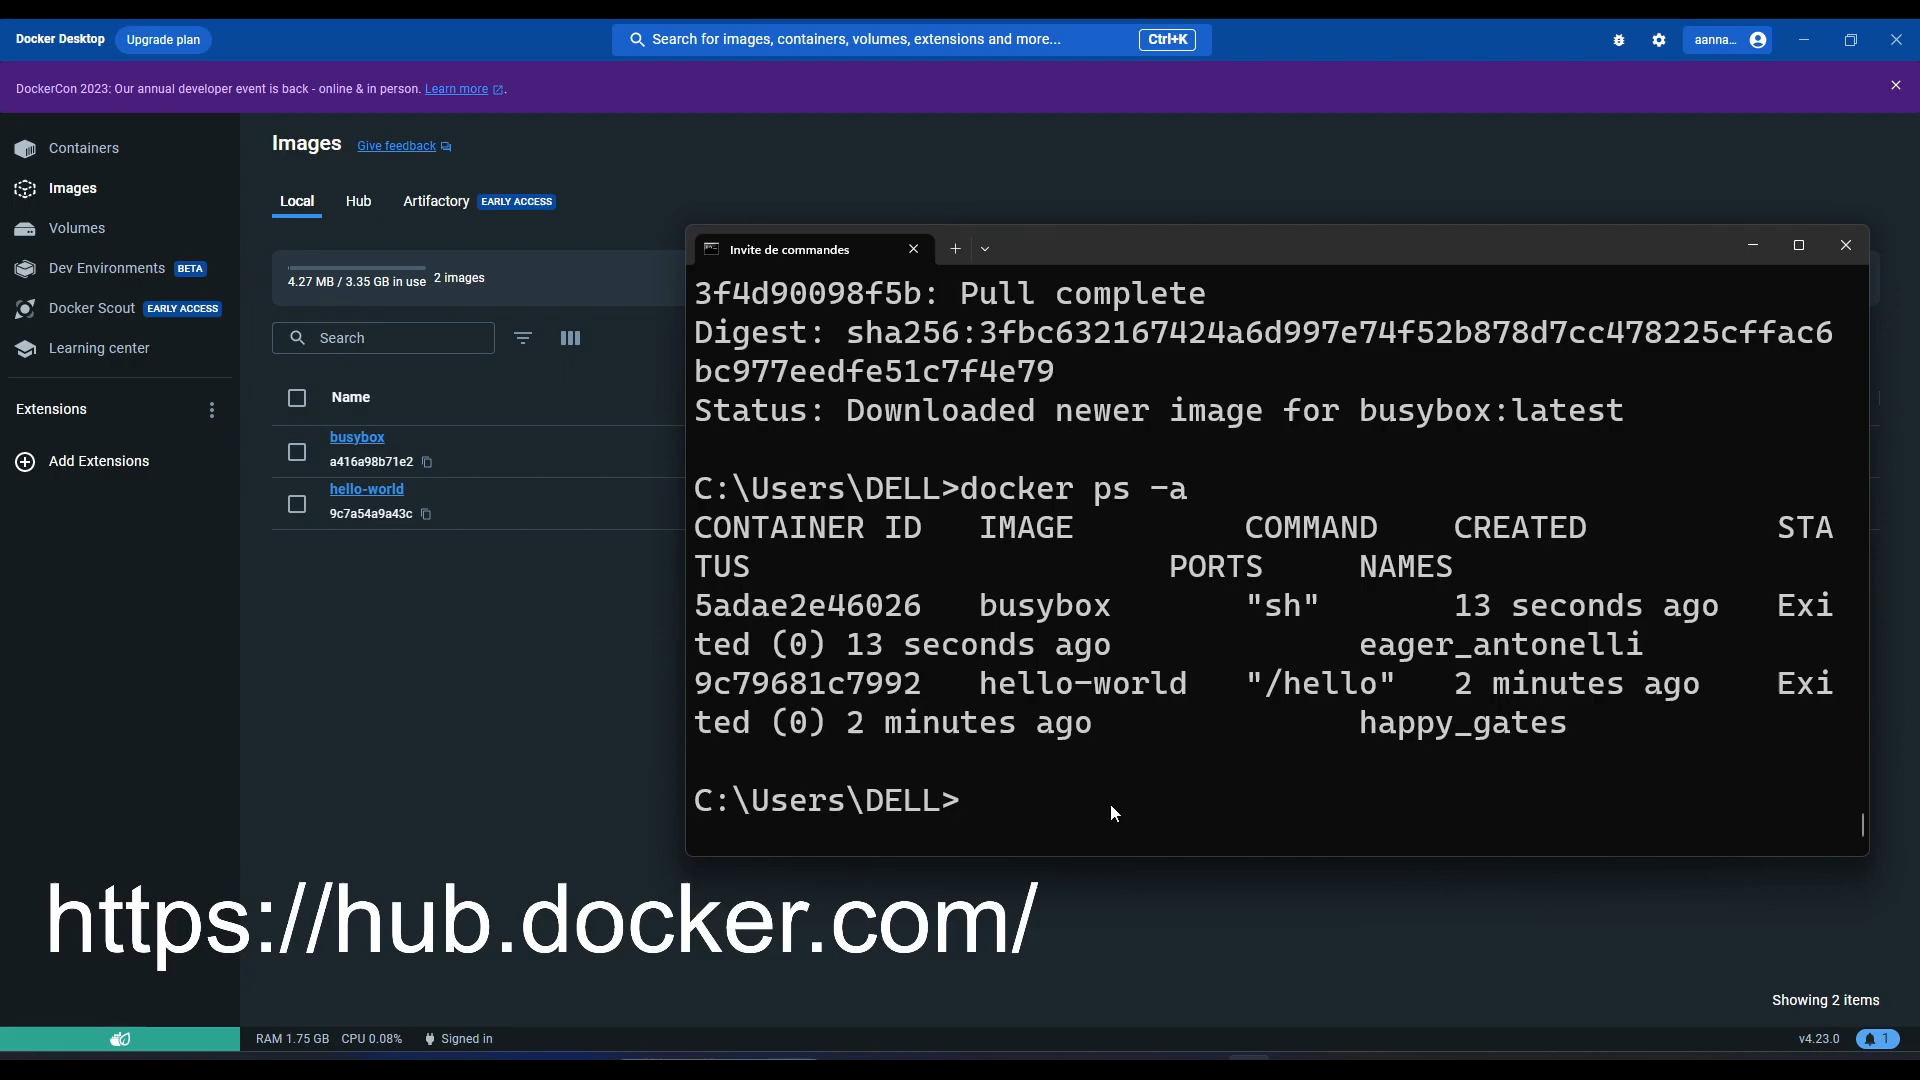 Docker Desktop Upgrade plan Search for images, containers, volumes, extensions and more... Ctrl+K aanna...
DockerCon 2023: Our annual developer event is back - online & in person. Learn more.
Containers
Images
Volumes
Dev Environments BETA
Docker Scout EARLY ACCESS
Learning center
Extensions
Add Extensions
Images Give feedback
Local Hub Artifactory EARLY ACCESS
4.27 MB / 3.35 GB in use 2 images
Search
Name
busybox
a416a98b71e2
hello-world
9c7a54a9a43c
Invite de commandes
3f4d90098f5b: Pull complete
Digest: sha256:3fbc632167424a6d997e74f52b878d7cc478225cffac6
bc977eedfe51c7f4e79
Status: Downloaded newer image for busybox:latest
C:\Users\DELL>docker ps -a
CONTAINER ID IMAGE COMMAND CREATED STA
TUS PORTS NAMES
5adae2e46026 busybox "sh" 13 seconds ago Exi
ted (0) 13 seconds ago eager_antonelli
9c79681c7992 hello-world "/hello" 2 minutes ago Exi
ted (0) 2 minutes ago happy_gates
C:\Users\DELL>
https://hub.docker.com/
Showing 2 items
RAM 1.75 GB CPU 0.08% Signed in v4.23.0 1